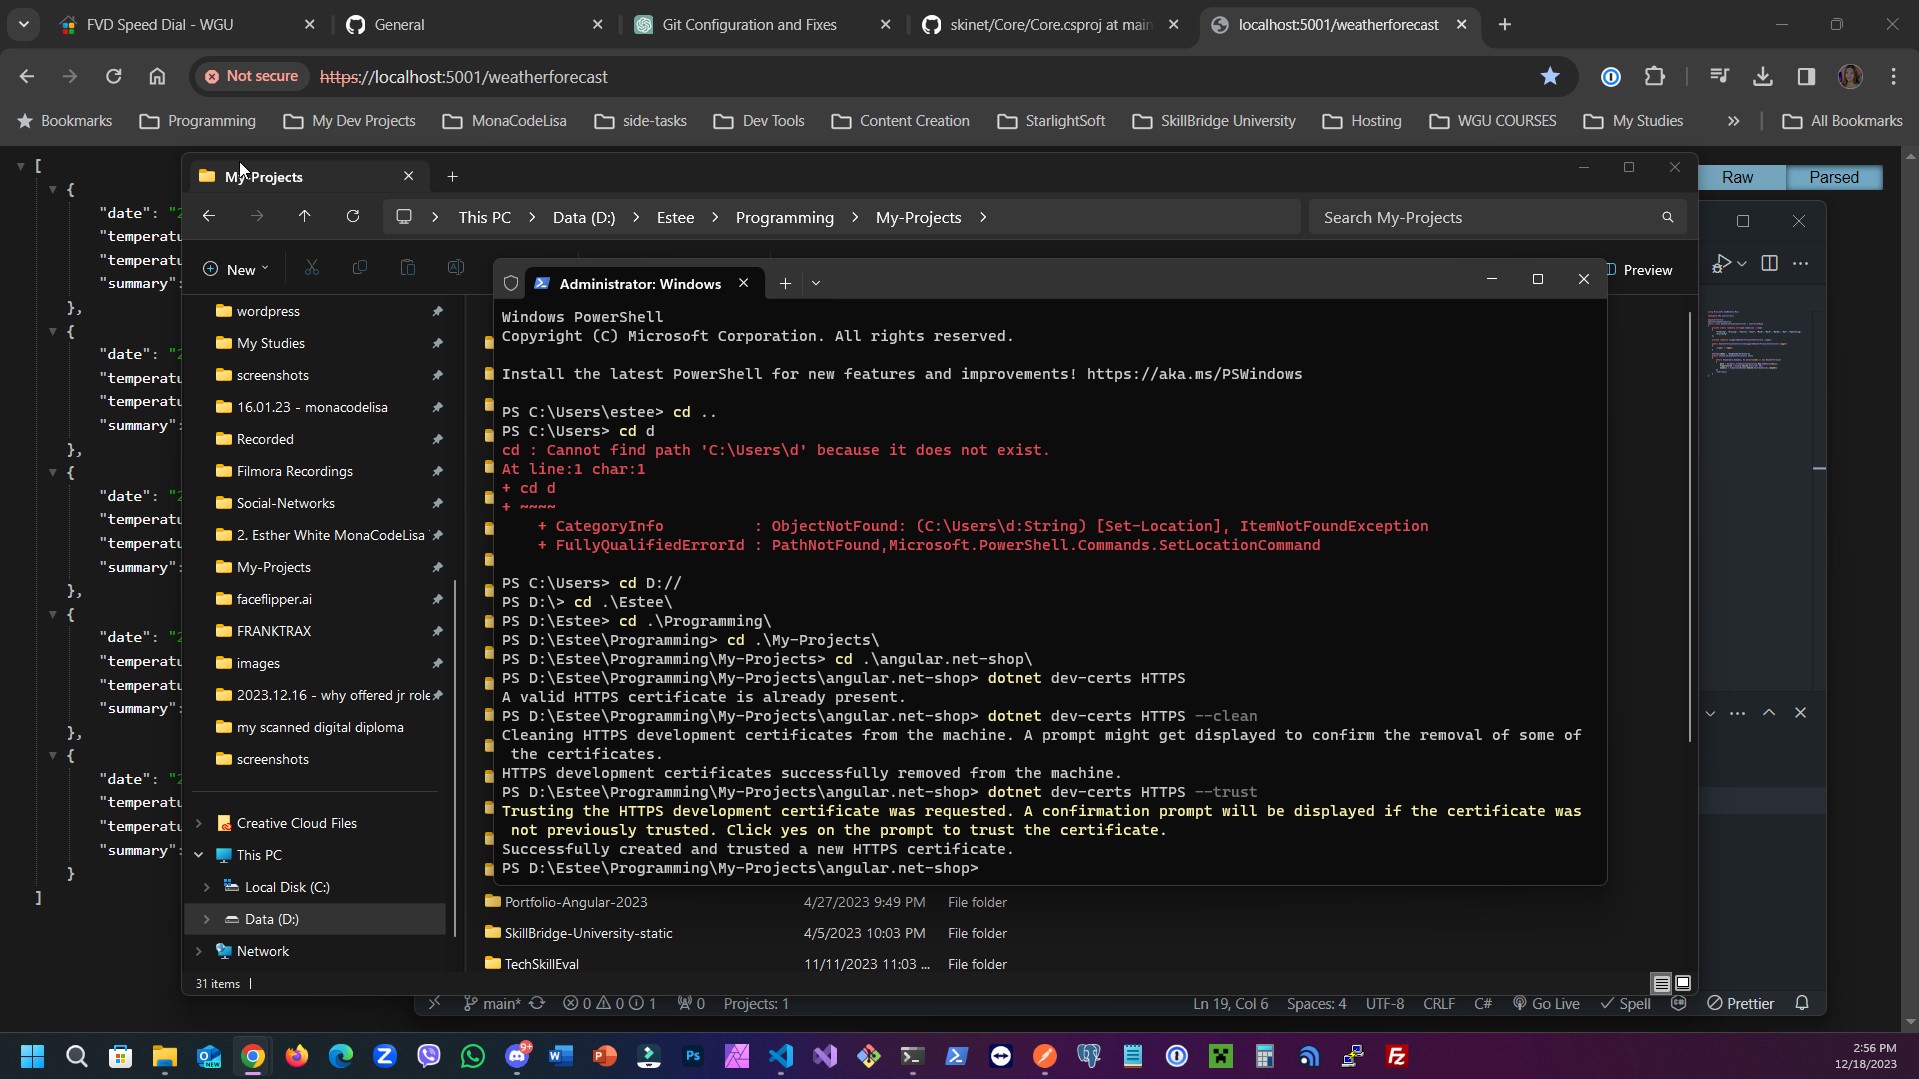 FVD Speed Dial - WGU
General
Git Configuration and Fixes
skinet/Core/Core.csproj at main
localhost:5001/weatherforecast
Not secure
https://localhost:5001/weatherforecast
Bookmarks
Programming
My Dev Projects
MonaCodeLisa
side-tasks
Dev Tools
Content Creation
StarlightSoft
SkillBridge University
Hosting
WGU COURSES
My Studies
»
All Bookmarks
[
{
"date": "2
"temperatu
"temperatu
"summary":
},
{
"date": "2
"temperatu
"temperatu
"summary":
},
{
"date": "2
"temperatu
"temperatu
"summary":
},
{
"date": "2
"temperatu
"temperatu
"summary":
},
{
"date": "2
"temperatu
"temperatu
"summary":
}
]
Raw
Parsed
My-Projects
This PC > Data (D:) > Estee > Programming > My-Projects >
Search My-Projects
New
Preview
wordpress
My Studies
screenshots
16.01.23 - monacodelisa
Recorded
Filmora Recordings
Social-Networks
2. Esther White MonaCodeLisa
My-Projects
faceflipper.ai
FRANKTRAX
images
2023.12.16 - why offered jr role
my scanned digital diploma
screenshots
Creative Cloud Files
This PC
Local Disk (C:)
Data (D:)
Network
31 items
Administrator: Windows
Windows PowerShell
Copyright (C) Microsoft Corporation. All rights reserved.
Install the latest PowerShell for new features and improvements! https://aka.ms/PSWindows
PS C:\Users\estee> cd ..
PS C:\Users> cd d
cd : Cannot find path 'C:\Users\d' because it does not exist.
At line:1 char:1
+ cd d
+ ~~~~
+ CategoryInfo          : ObjectNotFound: (C:\Users\d:String) [Set-Location], ItemNotFoundException
+ FullyQualifiedErrorId : PathNotFound,Microsoft.PowerShell.Commands.SetLocationCommand
PS C:\Users> cd D://
PS D:\> cd .\Estee\
PS D:\Estee> cd .\Programming\
PS D:\Estee\Programming> cd .\My-Projects\
PS D:\Estee\Programming\My-Projects> cd .\angular.net-shop\
PS D:\Estee\Programming\My-Projects\angular.net-shop> dotnet dev-certs HTTPS
A valid HTTPS certificate is already present.
PS D:\Estee\Programming\My-Projects\angular.net-shop> dotnet dev-certs HTTPS --clean
Cleaning HTTPS development certificates from the machine. A prompt might get displayed to confirm the removal of some of
the certificates.
HTTPS development certificates successfully removed from the machine.
PS D:\Estee\Programming\My-Projects\angular.net-shop> dotnet dev-certs HTTPS --trust
Trusting the HTTPS development certificate was requested. A confirmation prompt will be displayed if the certificate was
not previously trusted. Click yes on the prompt to trust the certificate.
Successfully created and trusted a new HTTPS certificate.
PS D:\Estee\Programming\My-Projects\angular.net-shop>
Portfolio-Angular-2023 4/27/2023 9:49 PM File folder
SkillBridge-University-static 4/5/2023 10:03 PM File folder
TechSkillEval 11/11/2023 11:03 ... File folder
main*
0
0
1
0
Projects: 1
Ln 19, Col 6
Spaces: 4
UTF-8
CRLF
C#
Go Live
Spell
Prettier
9+
2:56 PM
12/18/2023